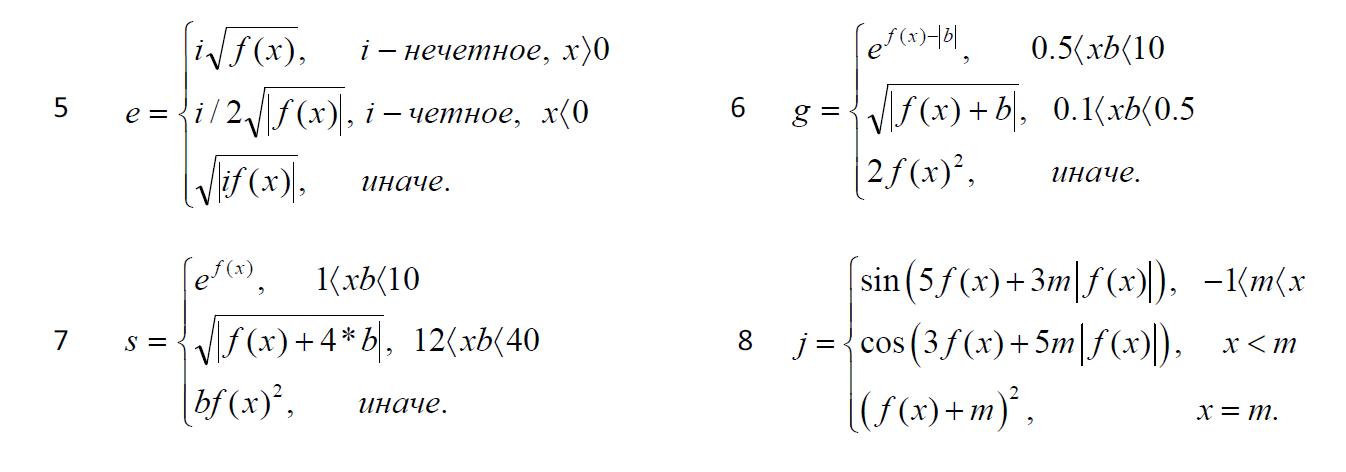 5 e = { i√f(x), i – нечетное, x⟩0
i / 2√|f(x)|, i – четное, x⟨0
√|if(x)|, иначе.
6 g = { e^{f(x)–|b|}, 0.5⟨xb⟨10
√|f(x) + b|, 0.1⟨xb⟨0.5
2f(x)², иначе.
7 s = { e^{f(x)}, 1⟨xb⟨10
√|f(x) + 4 * b|, 12⟨xb⟨40
bf(x)², иначе.
8 j = { sin(5f(x) + 3m|f(x)|), –1⟨m⟨x
cos(3f(x) + 5m|f(x)|), x < m
(f(x) + m)², x = m.